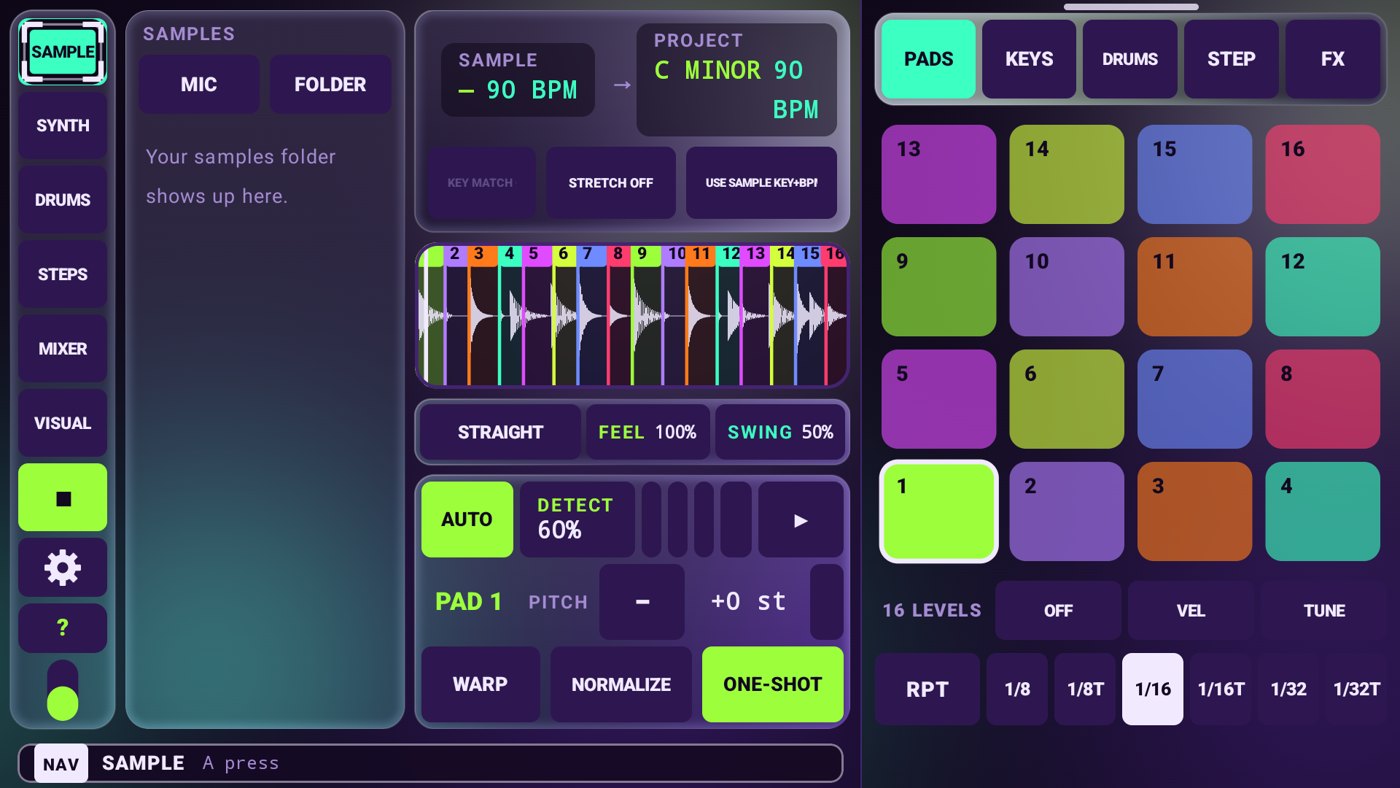 SAMPLE
SYNTH
DRUMS
STEPS
MIXER
VISUAL
?
SAMPLES
MIC
FOLDER
Your samples folder
shows up here.
SAMPLE
— 90 BPM
→
PROJECT
C MINOR 90
BPM
KEY MATCH
STRETCH OFF
USE SAMPLE KEY+BPM
2 3 4 5 6 7 8 9 10 11 12 13 14 15 16
STRAIGHT
FEEL 100%
SWING 50%
AUTO
DETECT
60%
PAD 1
PITCH
−
+0 st
WARP
NORMALIZE
ONE-SHOT
NAV
SAMPLE
A press
PADS
KEYS
DRUMS
STEP
FX
13 14 15 16
9 10 11 12
5 6 7 8
1 2 3 4
16 LEVELS
OFF
VEL
TUNE
RPT
1/8
1/8T
1/16
1/16T
1/32
1/32T